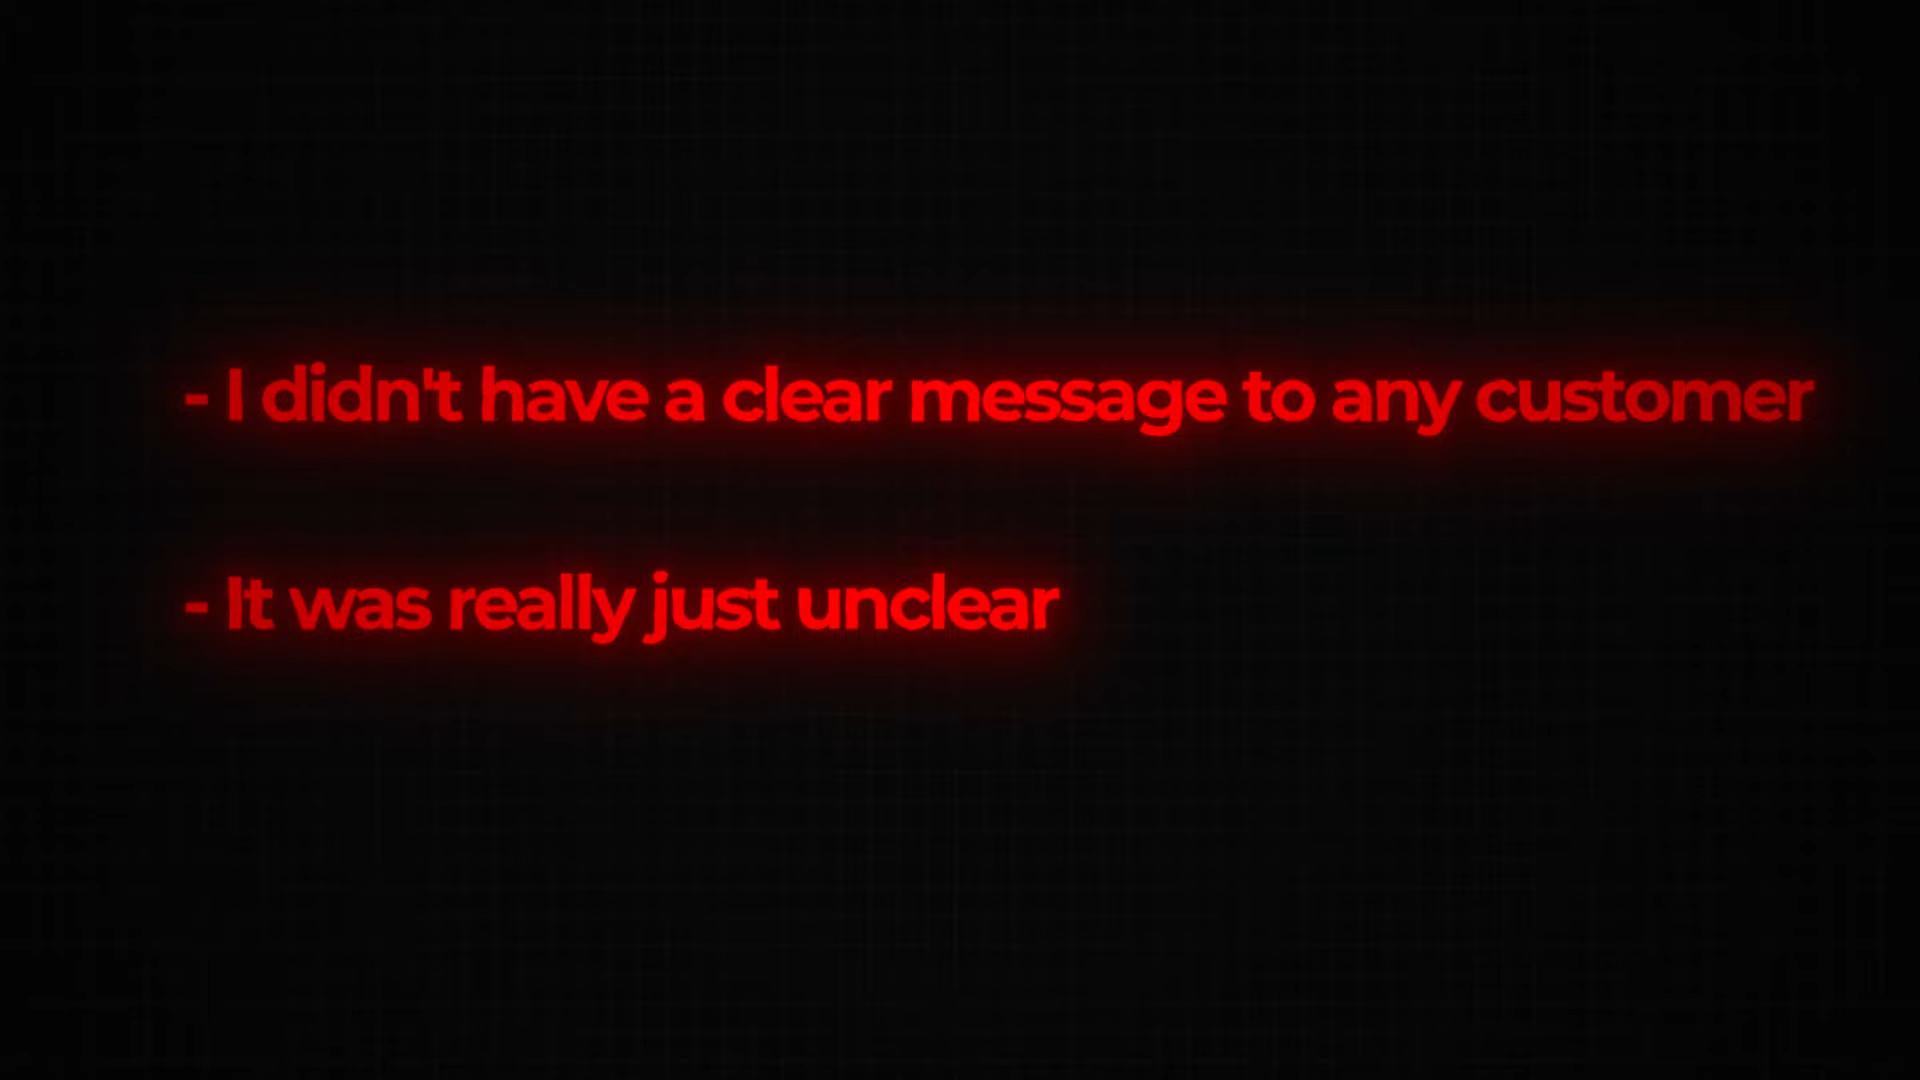 - I didn't have a clear message to any customer
- It was really just unclear